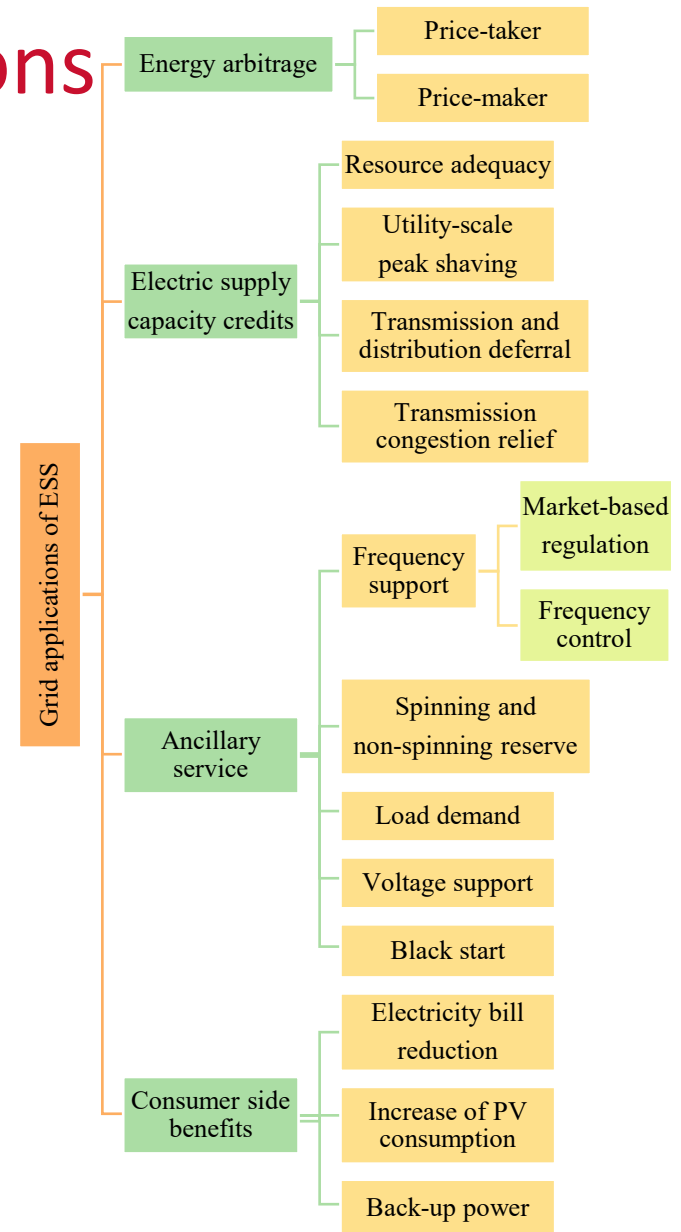 ons
Energy arbitrage
Price-taker
Price-maker
Electric supply
capacity credits
Resource adequacy
Utility-scale
peak shaving
Transmission and
distribution deferral
Transmission
congestion relief
Grid applications of ESS
Ancillary
service
Frequency
support
Market-based
regulation
Frequency
control
Spinning and
non-spinning reserve
Load demand
Voltage support
Black start
Consumer side
benefits
Electricity bill
reduction
Increase of PV
consumption
Back-up power